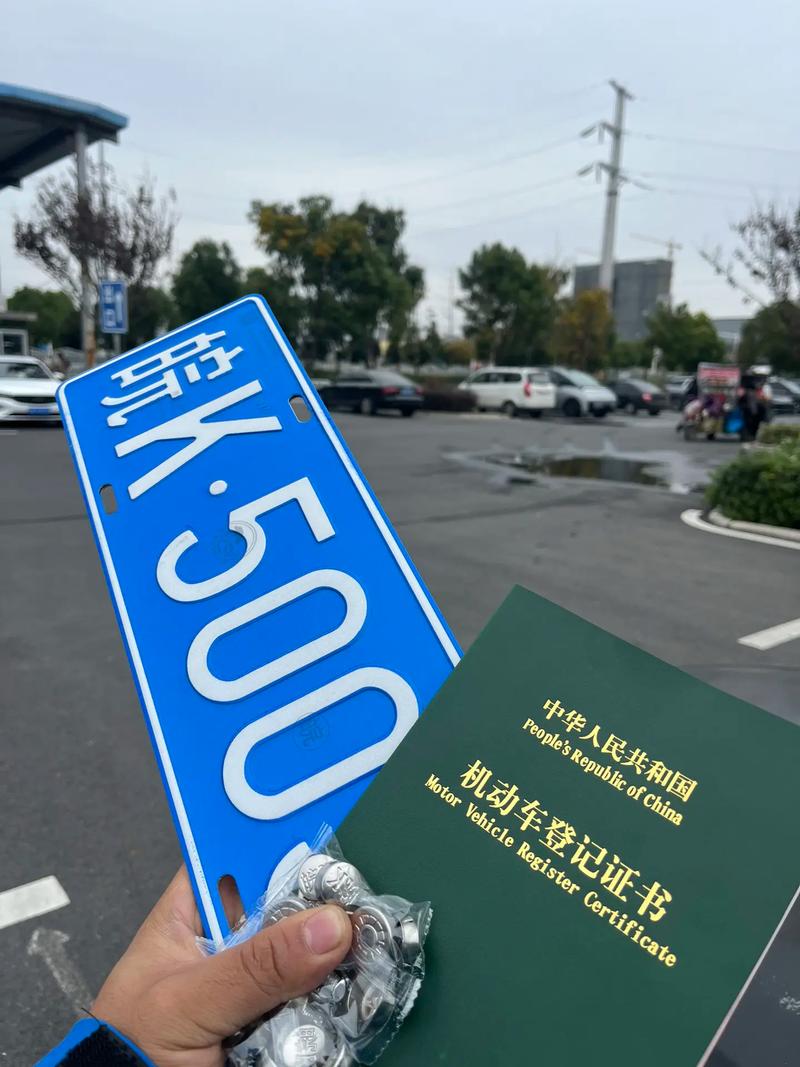 皖K·500
中华人民共和国
People's Republic of China
机动车登记证书
Motor Vehicle Register Certificate